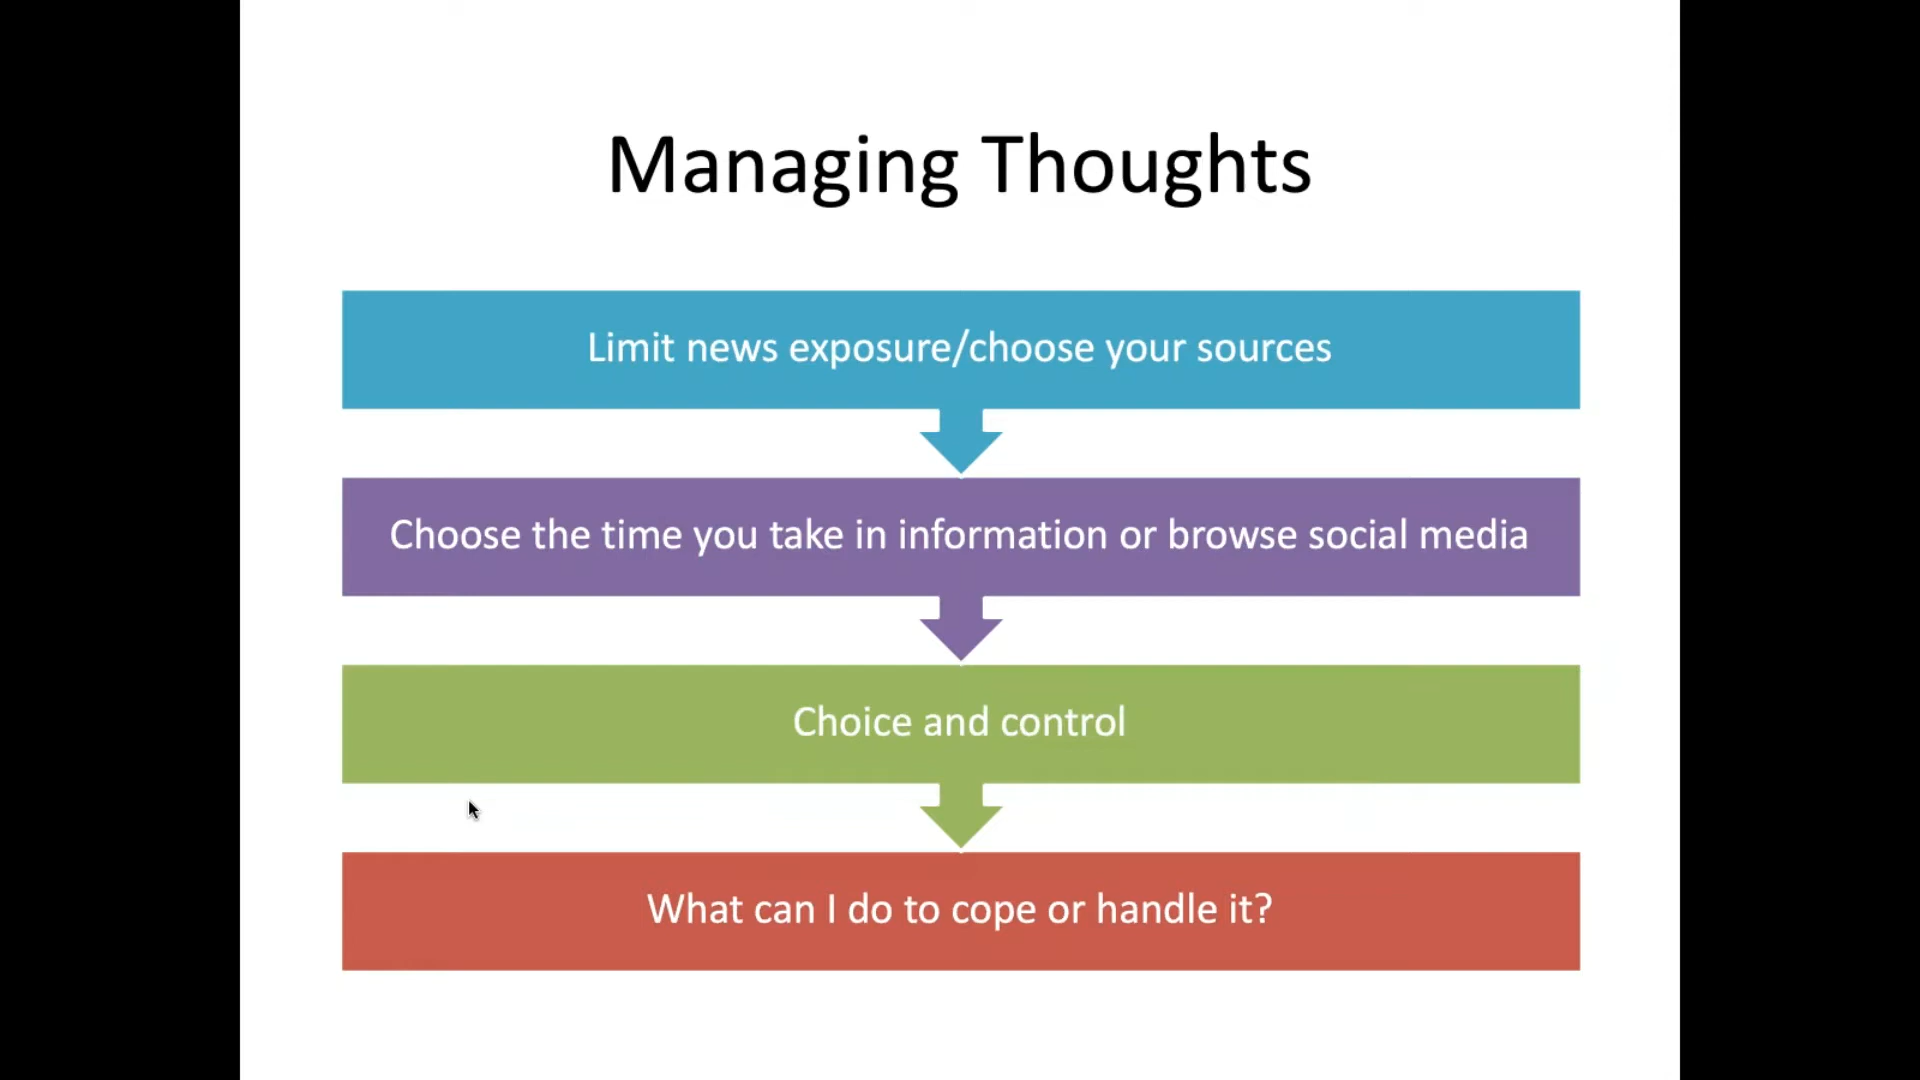 Managing Thoughts
Limit news exposure/choose your sources
Choose the time you take in information or browse social media
Choice and control
What can I do to cope or handle it?